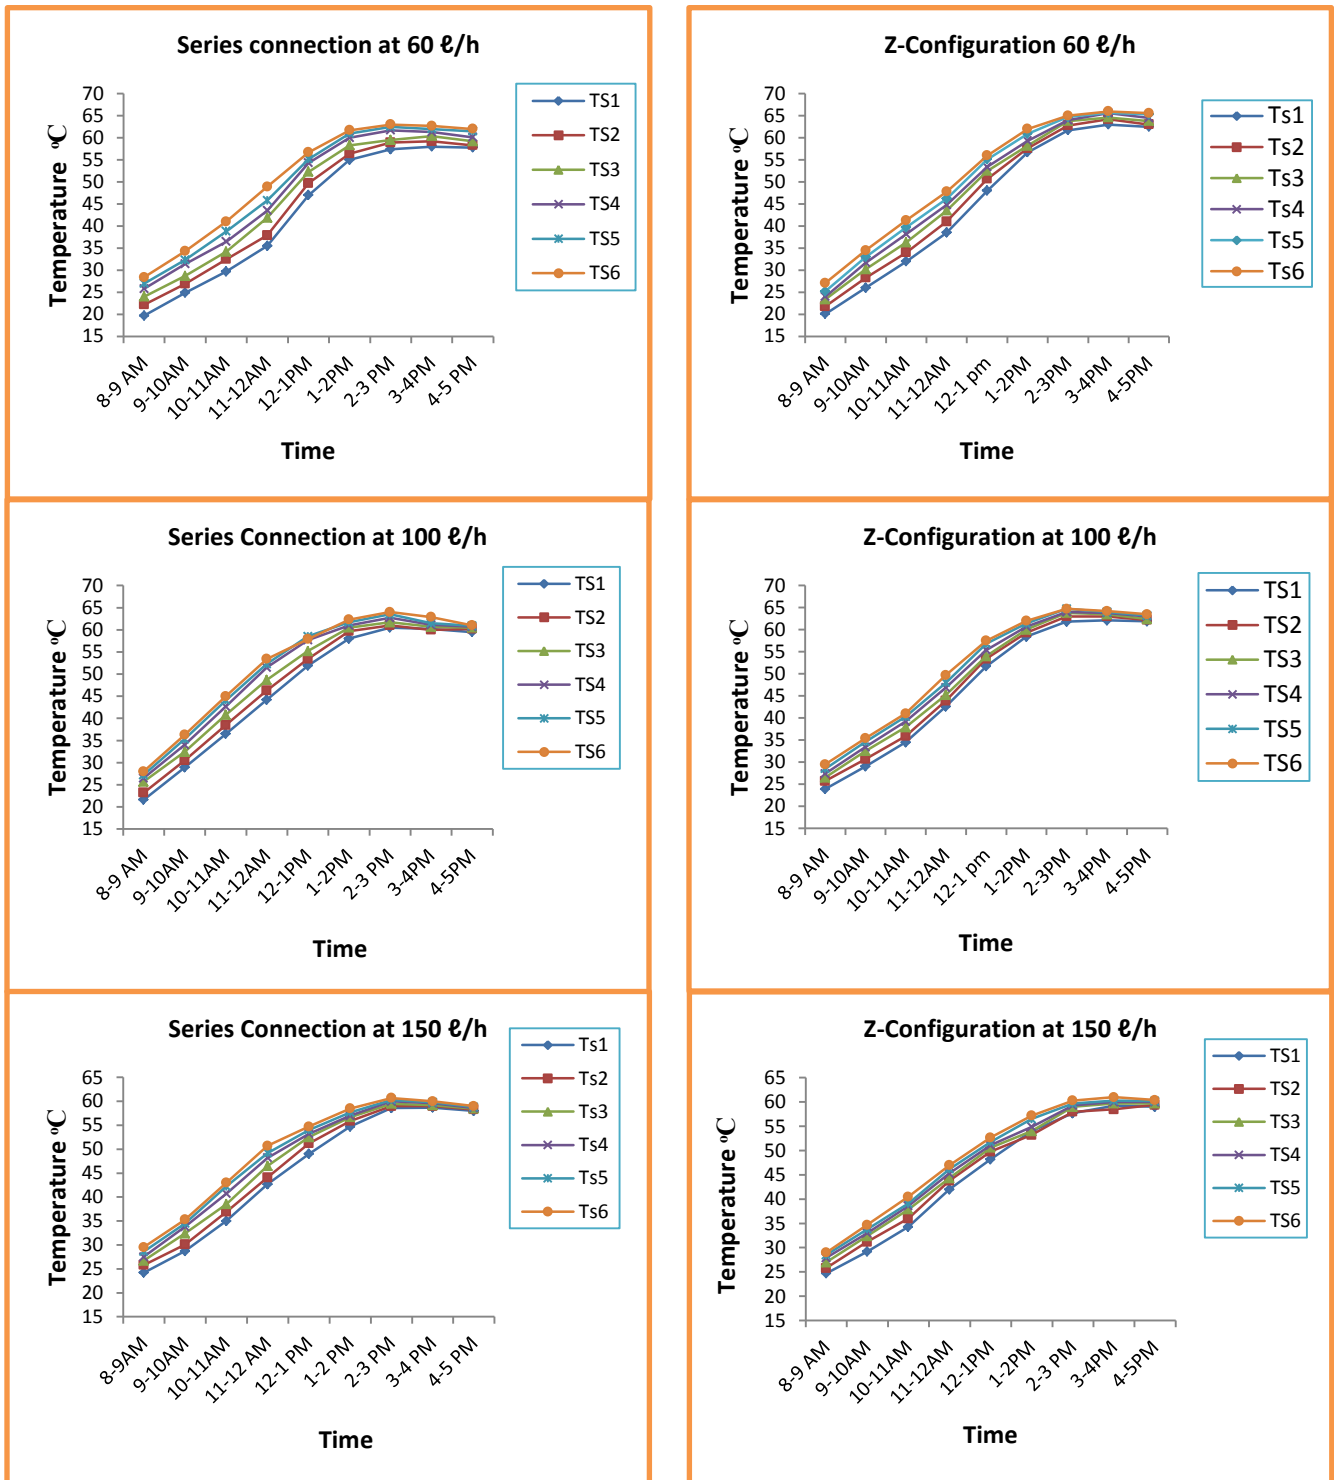 Series connection at 60 ℓ/h
Temperature ºC
70
65
60
55
50
45
40
35
30
25
20
15
8-9 AM
9-10AM
10-11AM
11-12AM
12-1PM
1-2PM
2-3 PM
3-4PM
4-5 PM
Time
TS1
TS2
TS3
TS4
TS5
TS6
Z-Configuration 60 ℓ/h
Temperature ºC
70
65
60
55
50
45
40
35
30
25
20
15
8-9 AM
9-10AM
10-11AM
11-12AM
12-1 pm
1-2PM
2-3PM
3-4PM
4-5PM
Time
Ts1
Ts2
Ts3
Ts4
Ts5
Ts6
Series Connection at 100 ℓ/h
Temperature ºC
70
65
60
55
50
45
40
35
30
25
20
15
8-9 AM
9-10AM
10-11AM
11-12AM
12-1PM
1-2PM
2-3 PM
3-4PM
4-5PM
Time
TS1
TS2
TS3
TS4
TS5
TS6
Z-Configuration at 100 ℓ/h
Temperature ºC
70
65
60
55
50
45
40
35
30
25
20
15
8-9 AM
9-10AM
10-11AM
11-12AM
12-1 pm
1-2PM
2-3PM
3-4PM
4-5PM
Time
TS1
TS2
TS3
TS4
TS5
TS6
Series Connection at 150 ℓ/h
Temperature ºC
65
60
55
50
45
40
35
30
25
20
15
8-9AM
9-10AM
10-11AM
11-12 AM
12-1 PM
1-2 PM
2-3 PM
3-4 PM
4-5 PM
Time
Ts1
Ts2
Ts3
Ts4
Ts5
Ts6
Z-Configuration at 150 ℓ/h
Temperature ºC
65
60
55
50
45
40
35
30
25
20
15
8-9 AM
9-10AM
10-11AM
11-12AM
12-1PM
1-2PM
2-3 PM
3-4PM
4-5PM
Time
TS1
TS2
TS3
TS4
TS5
TS6